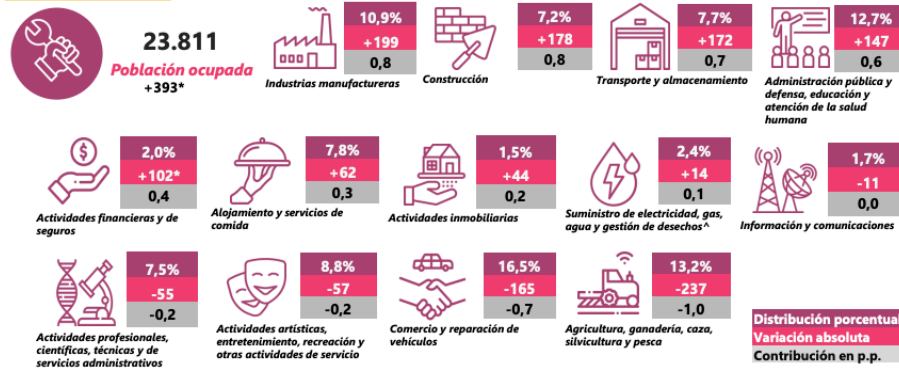 23.811
Población ocupada
+393*
10,9%
+199
0,8
Industrias manufactureras
7,2%
+178
0,8
Construcción
7,7%
+172
0,7
Transporte y almacenamiento
12,7%
+147
0,6
Administración pública y
defensa, educación y
atención de la salud
humana
$
2,0%
+102*
0,4
Actividades financieras y de
seguros
7,8%
+62
0,3
Alojamiento y servicios de
comida
1,5%
+44
0,2
Actividades inmobiliarias
2,4%
+14
0,1
Suministro de electricidad, gas,
agua y gestión de desechos^
1,7%
-11
0,0
Información y comunicaciones
7,5%
-55
-0,2
Actividades profesionales,
científicas, técnicas y de
servicios administrativos
8,8%
-57
-0,2
Actividades artísticas,
entretenimiento, recreación y
otras actividades de servicio
16,5%
-165
-0,7
Comercio y reparación de
vehículos
13,2%
-237
-1,0
Agricultura, ganadería, caza,
silvicultura y pesca
Distribución porcentual
Variación absoluta
Contribución en p.p.